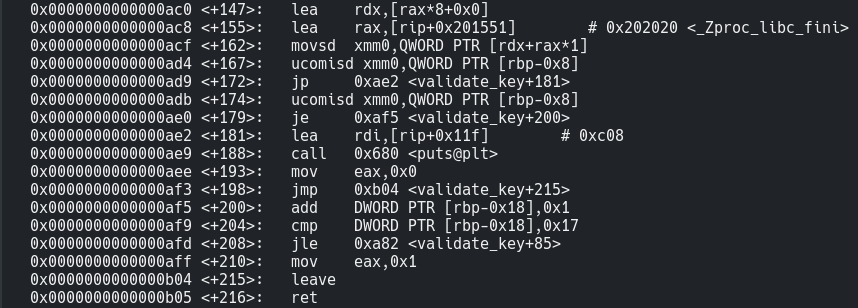 0x0000000000000ac0 <+147>: lea rdx,[rax*8+0x0]
0x0000000000000ac8 <+155>: lea rax,[rip+0x201551] # 0x202020 <_Zproc_libc_fini>
0x0000000000000acf <+162>: movsd xmm0,QWORD PTR [rdx+rax*1]
0x0000000000000ad4 <+167>: ucomisd xmm0,QWORD PTR [rbp-0x8]
0x0000000000000ad9 <+172>: jp 0xae2 <validate_key+181>
0x0000000000000adb <+174>: ucomisd xmm0,QWORD PTR [rbp-0x8]
0x0000000000000ae0 <+179>: je 0xaf5 <validate_key+200>
0x0000000000000ae2 <+181>: lea rdi,[rip+0x11f] # 0xc08
0x0000000000000ae9 <+188>: call 0x680 <puts@plt>
0x0000000000000aee <+193>: mov eax,0x0
0x0000000000000af3 <+198>: jmp 0xb04 <validate_key+215>
0x0000000000000af5 <+200>: add DWORD PTR [rbp-0x18],0x1
0x0000000000000af9 <+204>: cmp DWORD PTR [rbp-0x18],0x17
0x0000000000000afd <+208>: jle 0xa82 <validate_key+85>
0x0000000000000aff <+210>: mov eax,0x1
0x0000000000000b04 <+215>: leave
0x0000000000000b05 <+216>: ret